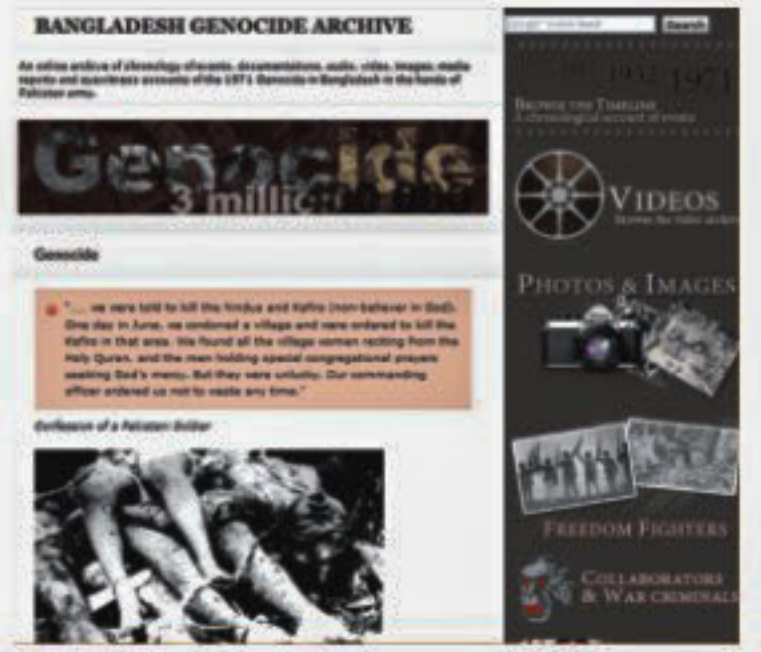 BANGLADESH GENOCIDE ARCHIVE
An online archive of chronology of events, documentations, audio, video, images, media
reports and eyewitness accounts of the 1971 Genocide in Bangladesh in the hands of
Pakistan army.
Genocide
3 million
Genocide
".... we were told to kill the hindus and Kafirs (non-believer in God).
One day in June, we cordoned a village and were ordered to kill the
Kafirs in that area. We found all the village women reciting from the
Holy Quran, and the men holding special congregational prayers
seeking God's mercy. But they were unlucky. Our commanding
officer ordered us not to waste any time."
Confession of a Pakistani Soldier
Search
1952 1971
BROWSE THE TIMELINE
A chronological account of events
VIDEOS
Browse the video archive
PHOTOS & IMAGES
FREEDOM FIGHTERS
COLLABORATORS
& WAR CRIMINALS